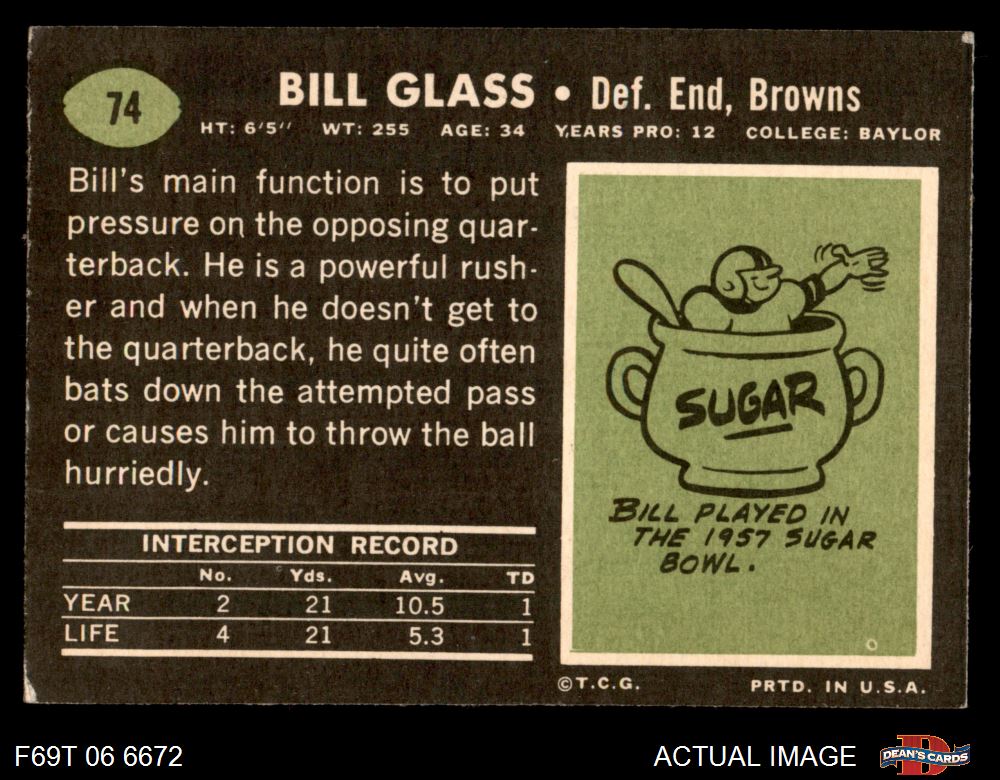 74
BILL GLASS • Def. End, Browns
HT: 6'5" WT: 255 AGE: 34 YEARS PRO: 12 COLLEGE: BAYLOR
Bill's main function is to put
pressure on the opposing quar-
terback. He is a powerful rush-
er and when he doesn't get to
the quarterback, he quite often
bats down the attempted pass
or causes him to throw the ball
hurriedly.
INTERCEPTION RECORD
No. Yds. Avg. TD
YEAR 2 21 10.5 1
LIFE 4 21 5.3 1
SUGAR
BILL PLAYED IN
THE 1957 SUGAR
BOWL.
©T.C.G. PRTD. IN U.S.A.
F69T 06 6672
ACTUAL IMAGE
DEAN'S CARDS